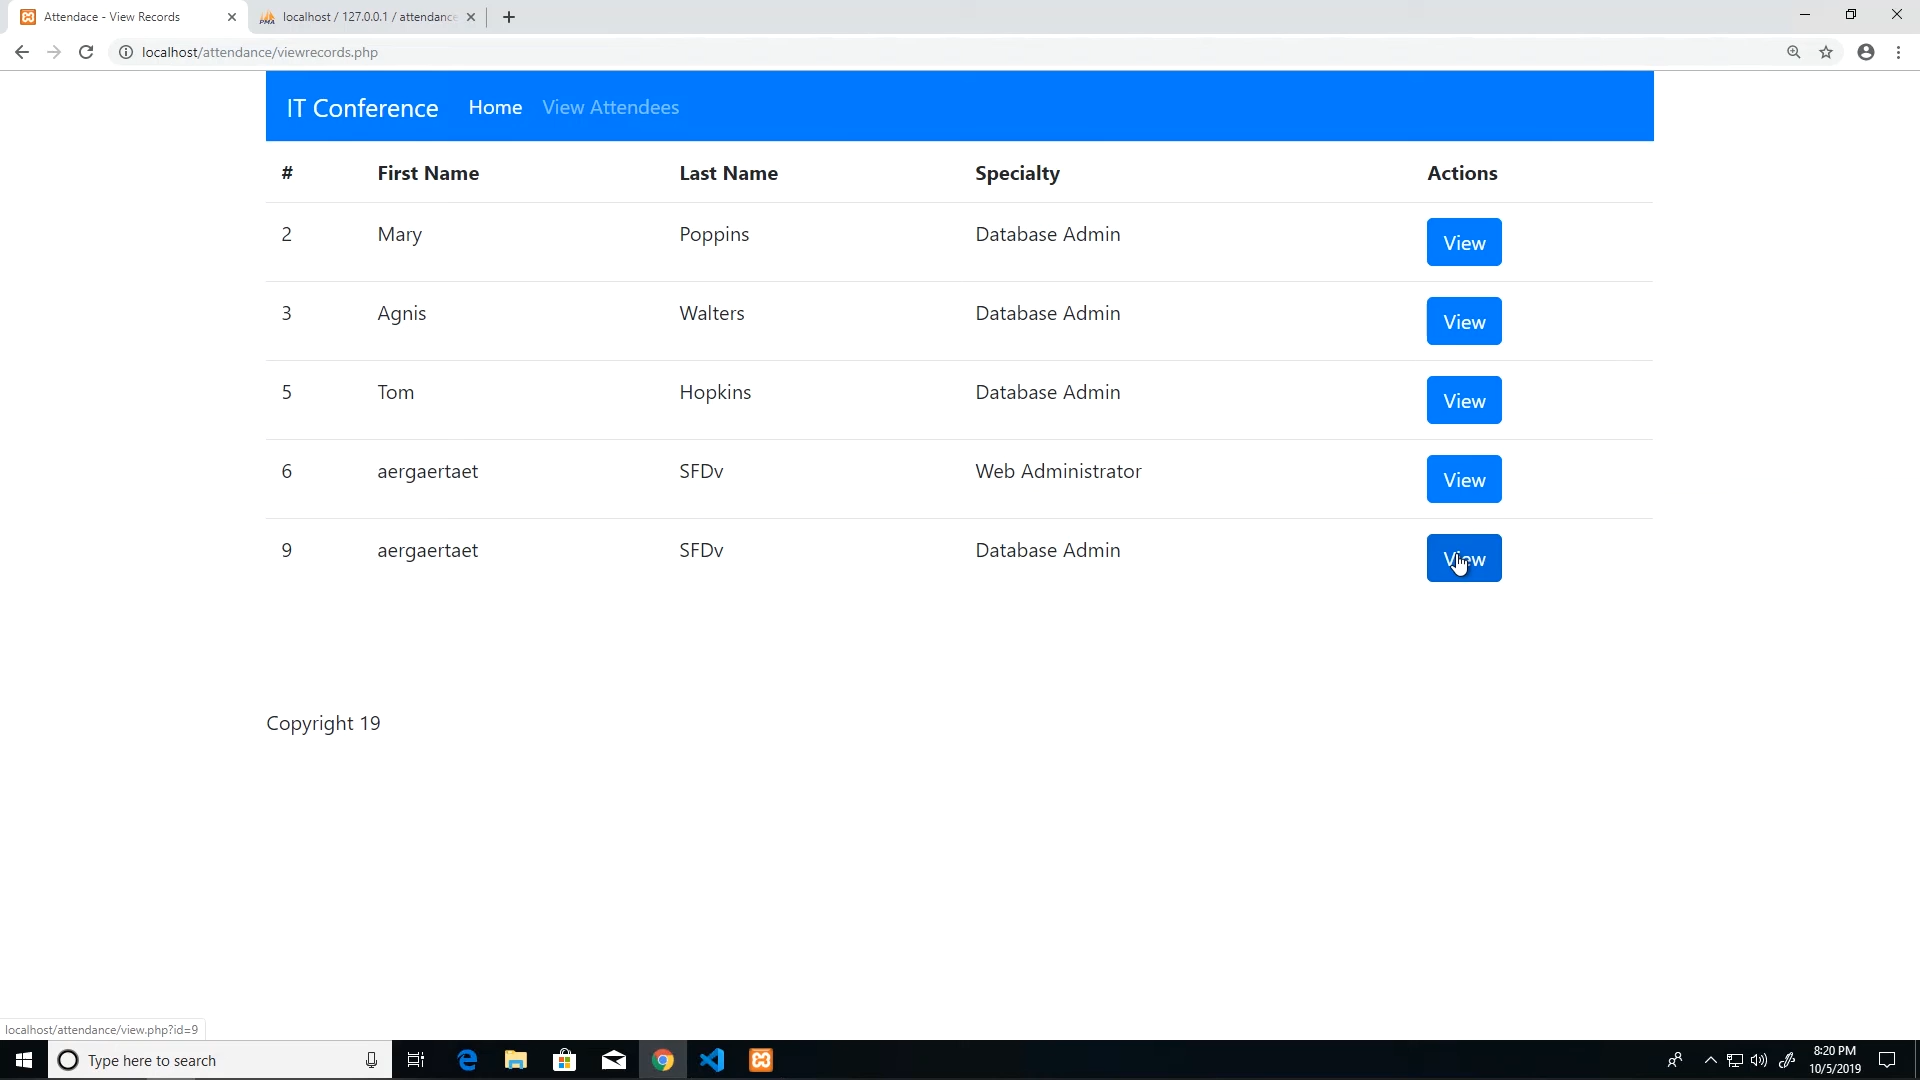 Attendace - View Records
localhost / 127.0.0.1 / attendance
localhost/attendance/viewrecords.php
IT Conference Home View Attendees
# First Name Last Name Specialty Actions
2 Mary Poppins Database Admin View
3 Agnis Walters Database Admin View
5 Tom Hopkins Database Admin View
6 aergaertaet SFDv Web Administrator View
9 aergaertaet SFDv Database Admin View
Copyright 19
localhost/attendance/view.php?id=9
Type here to search
8:20 PM
10/5/2019